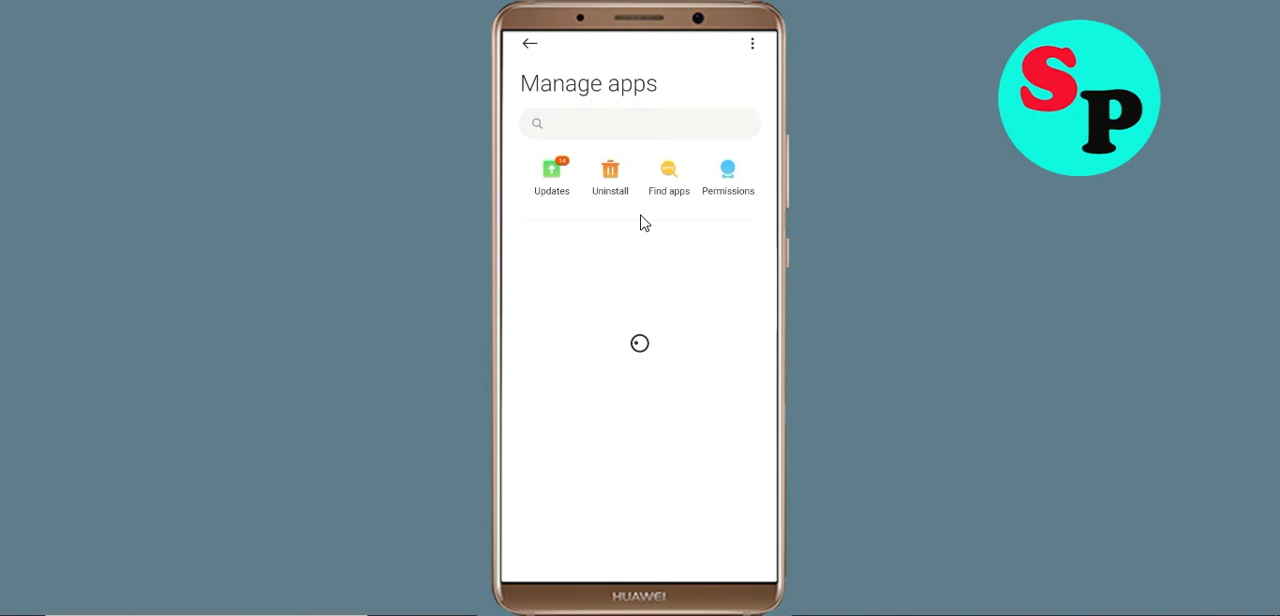 SP
Manage apps
14
Updates Uninstall Find apps Permissions
HUAWEI